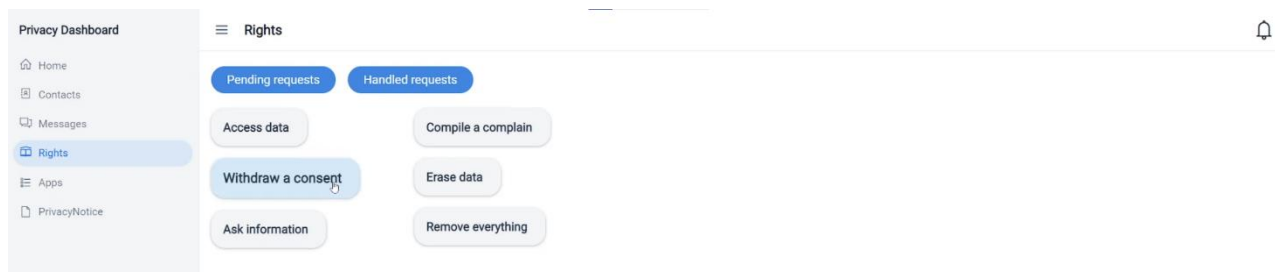 Privacy Dashboard
Home
Contacts
Messages
Rights
Apps
PrivacyNotice
Rights
Pending requests Handled requests
Access data Compile a complain
Withdraw a consent Erase data
Ask information Remove everything